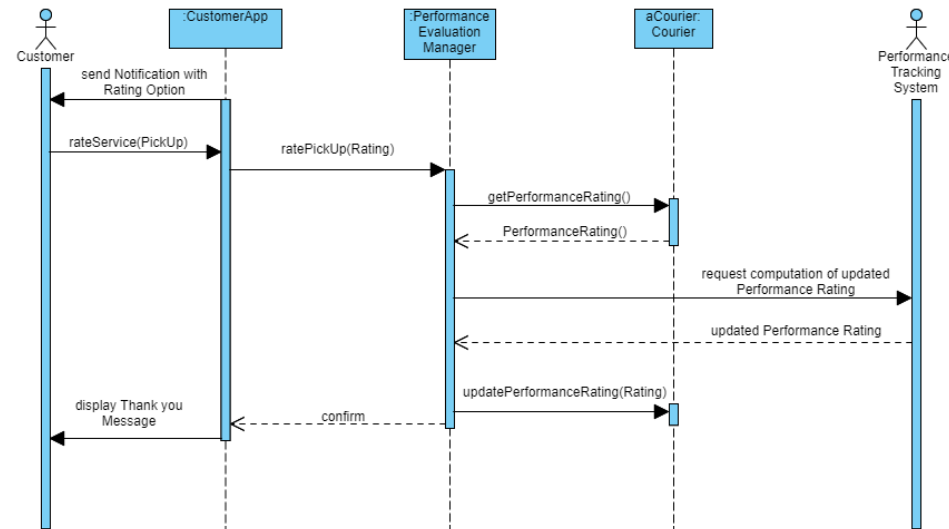 :CustomerApp
:Performance
Evaluation
Manager
aCourier:
Courier
Customer
Performance
Tracking
System
send Notification with
Rating Option
rateService(PickUp)
ratePickUp(Rating)
getPerformanceRating()
PerformanceRating()
request computation of updated
Performance Rating
updated Performance Rating
updatePerformanceRating(Rating)
confirm
display Thank you
Message